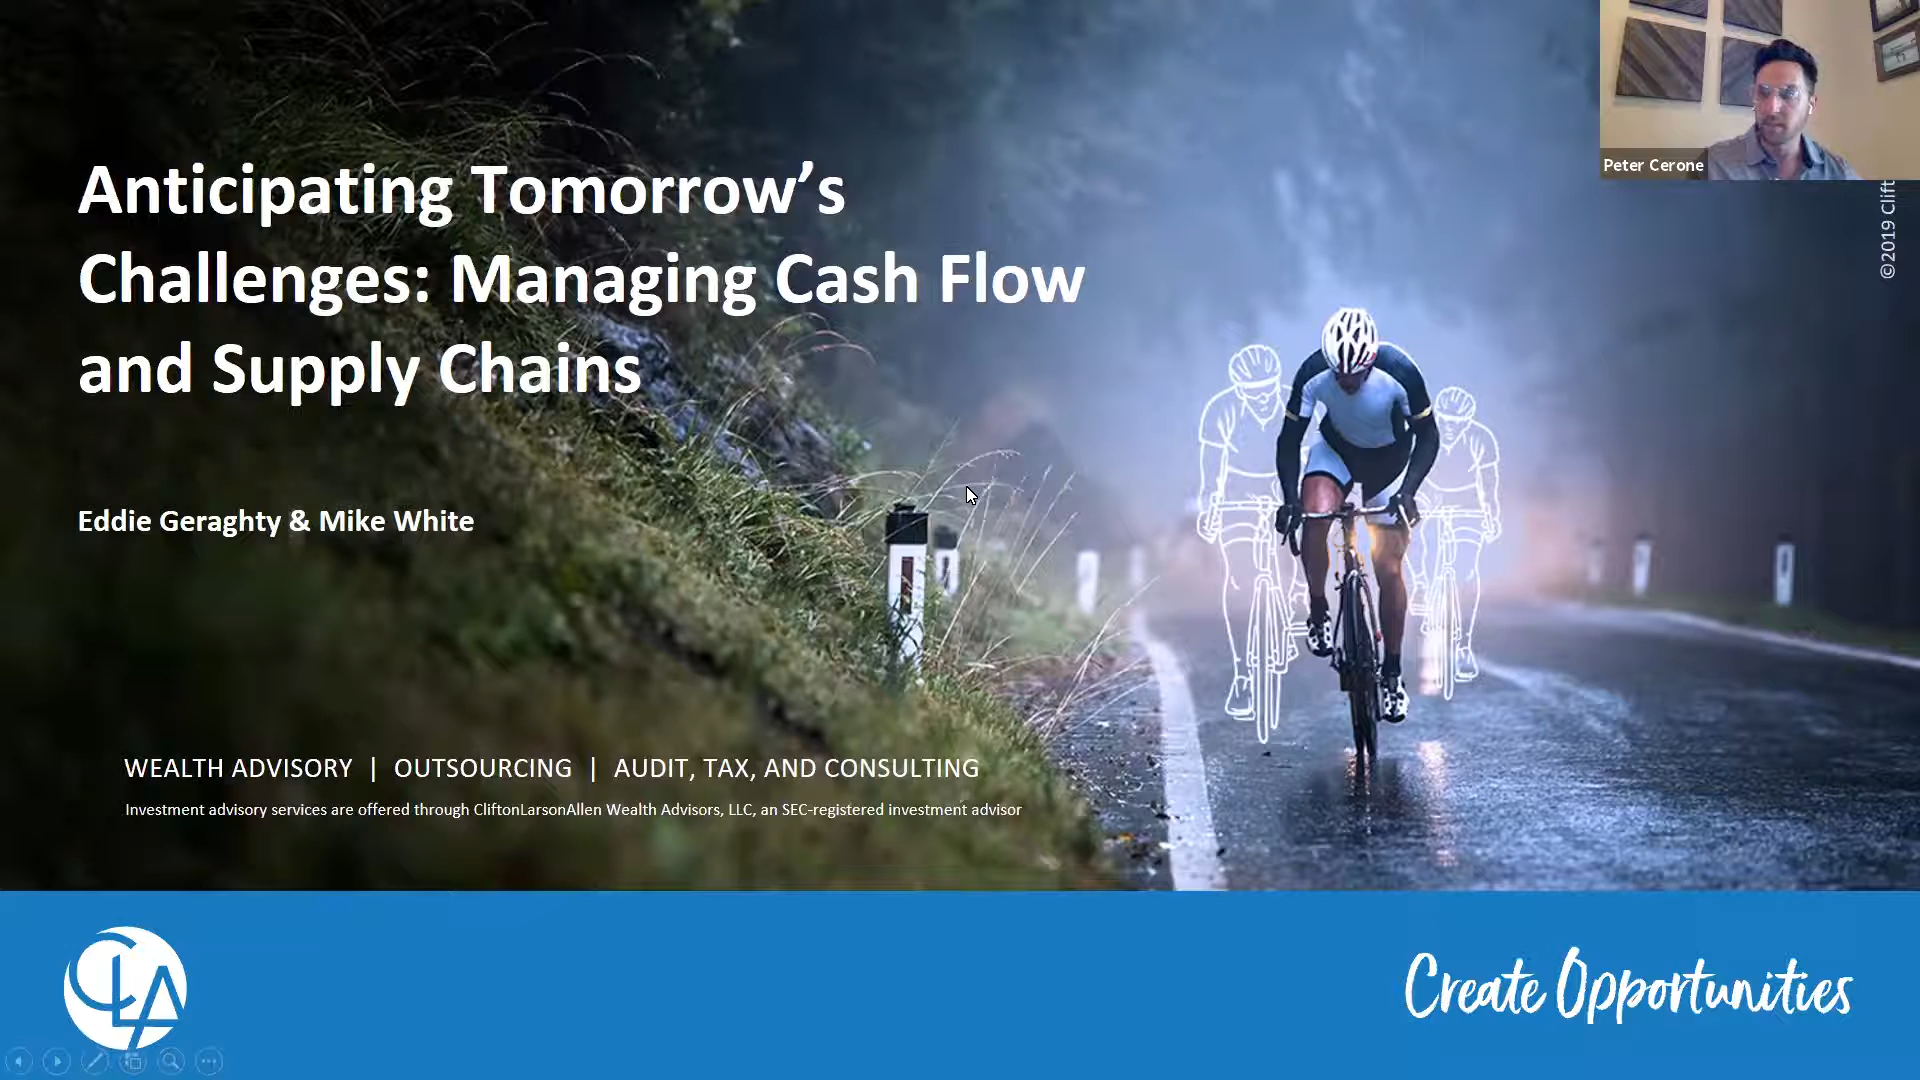 Anticipating Tomorrow’s
Challenges: Managing Cash Flow
and Supply Chains
Peter Cerone
©2019 Clift
Eddie Geraghty & Mike White
WEALTH ADVISORY | OUTSOURCING | AUDIT, TAX, AND CONSULTING
Investment advisory services are offered through CliftonLarsonAllen Wealth Advisors, LLC, an SEC-registered investment advisor
CLA
Create Opportunities